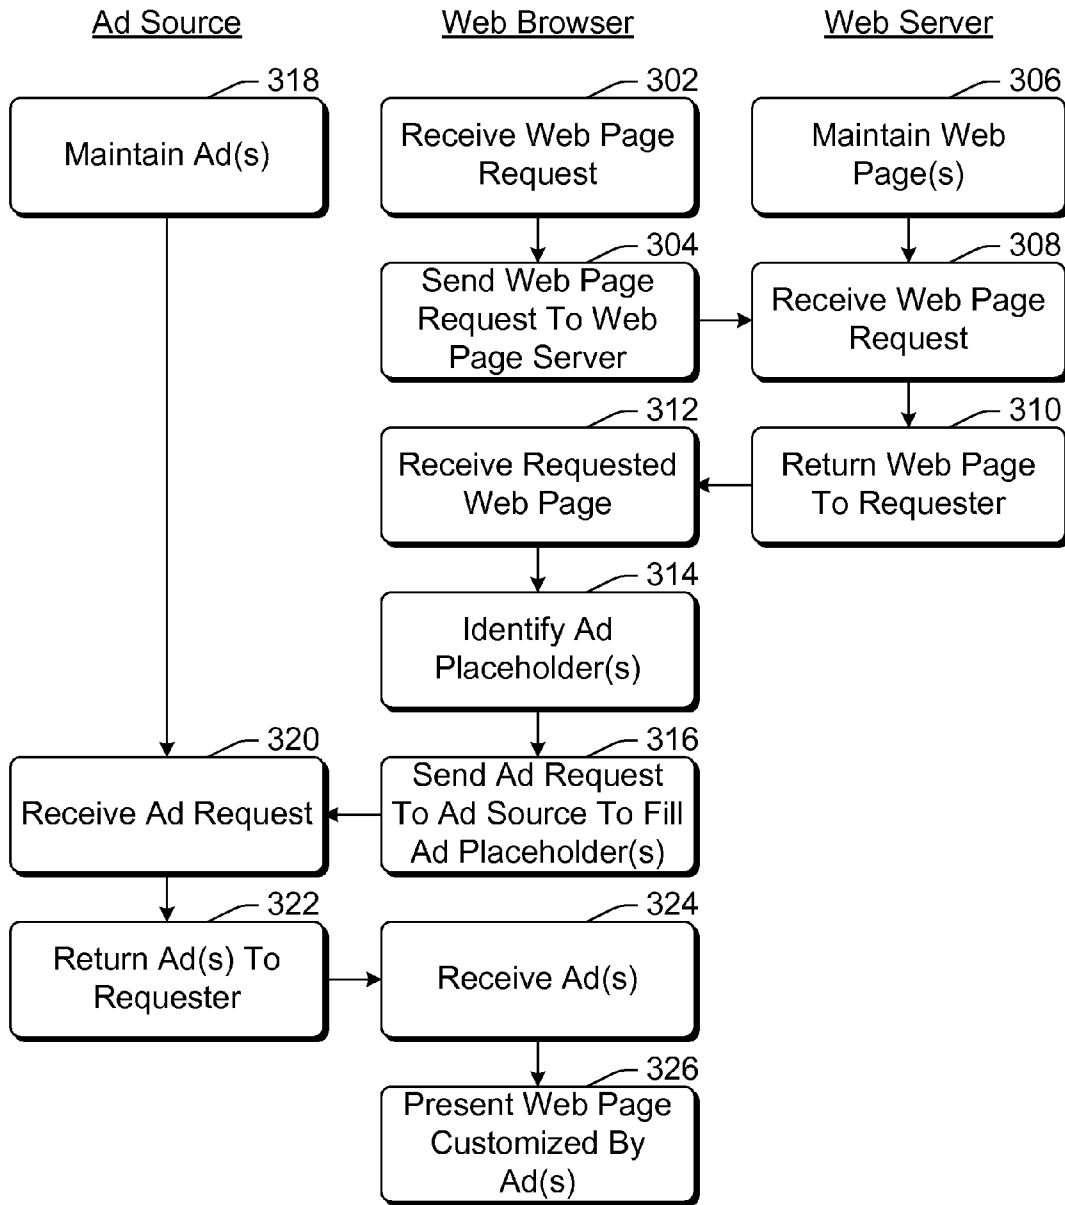 Ad Source
Web Browser
Web Server
318
Maintain Ad(s)
302
Receive Web Page
Request
306
Maintain Web
Page(s)
304
Send Web Page
Request To Web
Page Server
308
Receive Web Page
Request
312
Receive Requested
Web Page
310
Return Web Page
To Requester
314
Identify Ad
Placeholder(s)
320
Receive Ad Request
316
Send Ad Request
To Ad Source To Fill
Ad Placeholder(s)
322
Return Ad(s) To
Requester
324
Receive Ad(s)
326
Present Web Page
Customized By
Ad(s)